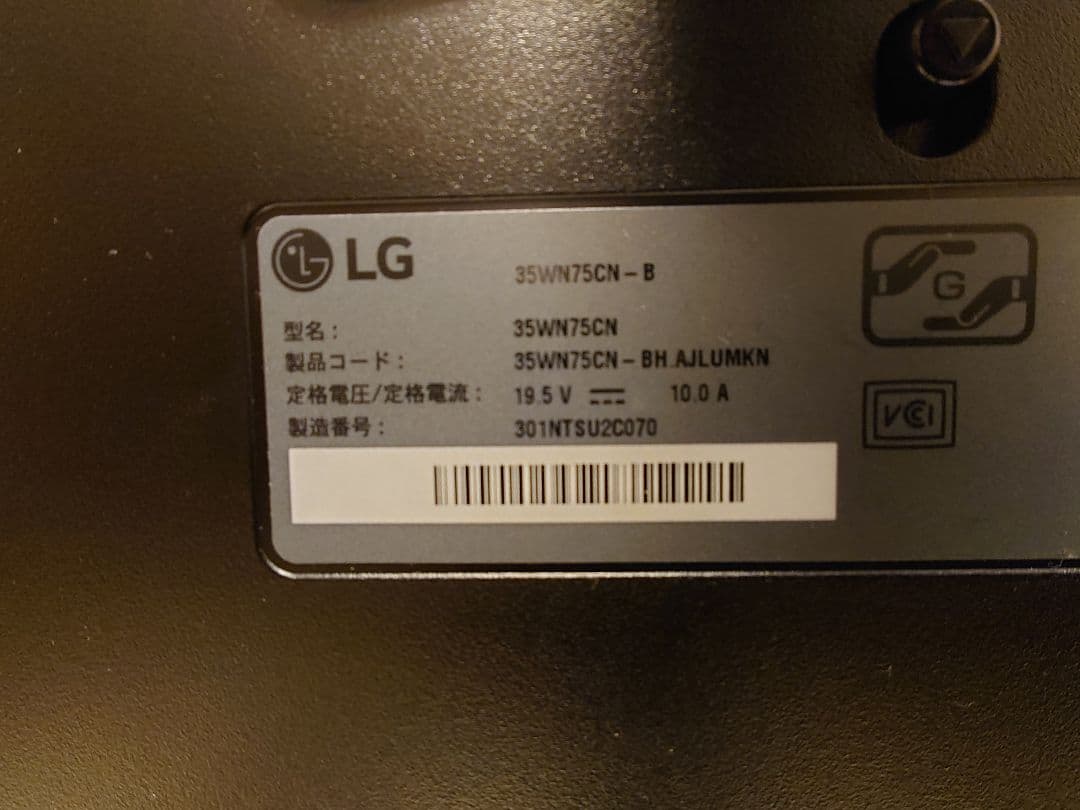 LG
35WN75CN-B
型名: 35WN75CN
製品コード: 35WN75CN-BH.AJLUMKN
定格電圧/定格電流: 19.5 V ⎓ 10.0 A
製造番号: 301NTSU2C070
G
VCCI